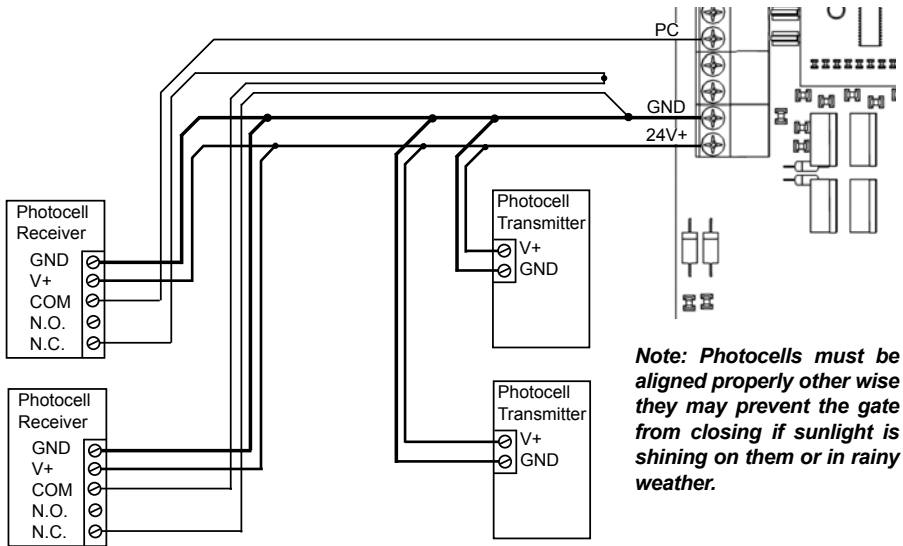 PC
GND
24V+
Photocell
Receiver
GND
V+
COM
N.O.
N.C.
Photocell
Transmitter
V+
GND
Photocell
Receiver
GND
V+
COM
N.O.
N.C.
Photocell
Transmitter
V+
GND
Note: Photocells must be
aligned properly other wise
they may prevent the gate
from closing if sunlight is
shining on them or in rainy
weather.